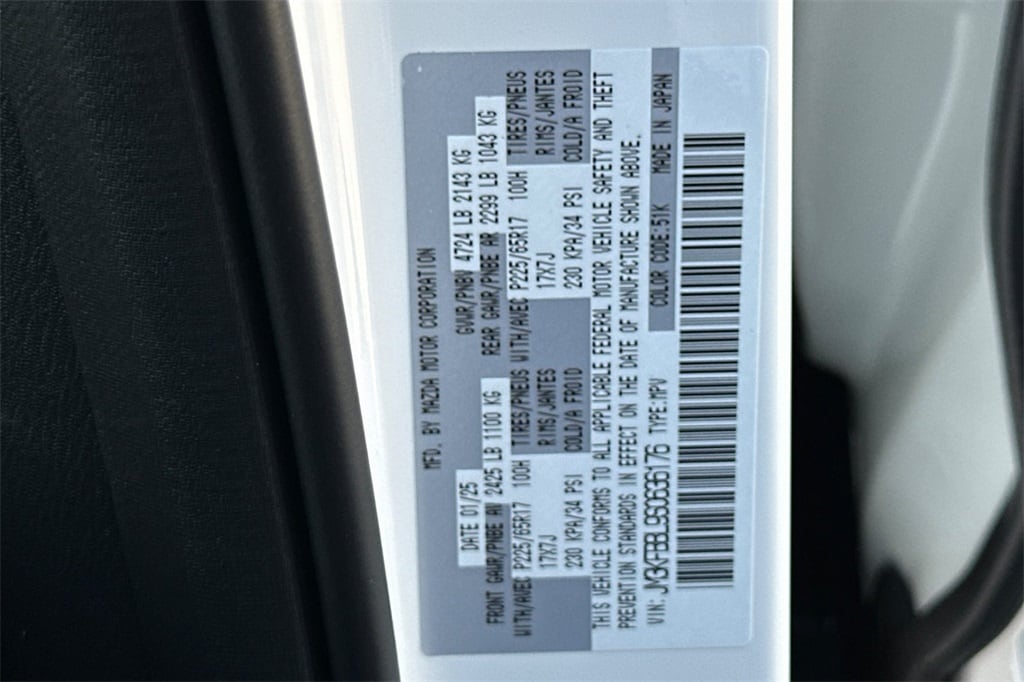 MFD. BY MAZDA MOTOR CORPORATION
DATE 01/25 GVWR/PNBV 4724 LB 2143 KG
FRONT GAWR/PNBE AV 2425 LB 1100 KG REAR GAWR/PNBE AR 2299 LB 1043 KG
WITH/AVEC P225/65R17 100H TIRES/PNEUS WITH/AVEC P225/65R17 100H TIRES/PNEUS
17X7J RIMS/JANTES 17X7J RIMS/JANTES
230 KPA/34 PSI COLD/A FROID 230 KPA/34 PSI COLD/A FROID
THIS VEHICLE CONFORMS TO ALL APPLICABLE FEDERAL MOTOR VEHICLE SAFETY AND THEFT
PREVENTION STANDARDS IN EFFECT ON THE DATE OF MANUFACTURE SHOWN ABOVE.
VIN: JM3KFBBL9S0636176 TYPE:MPV COLOR CODE:51K MADE IN JAPAN